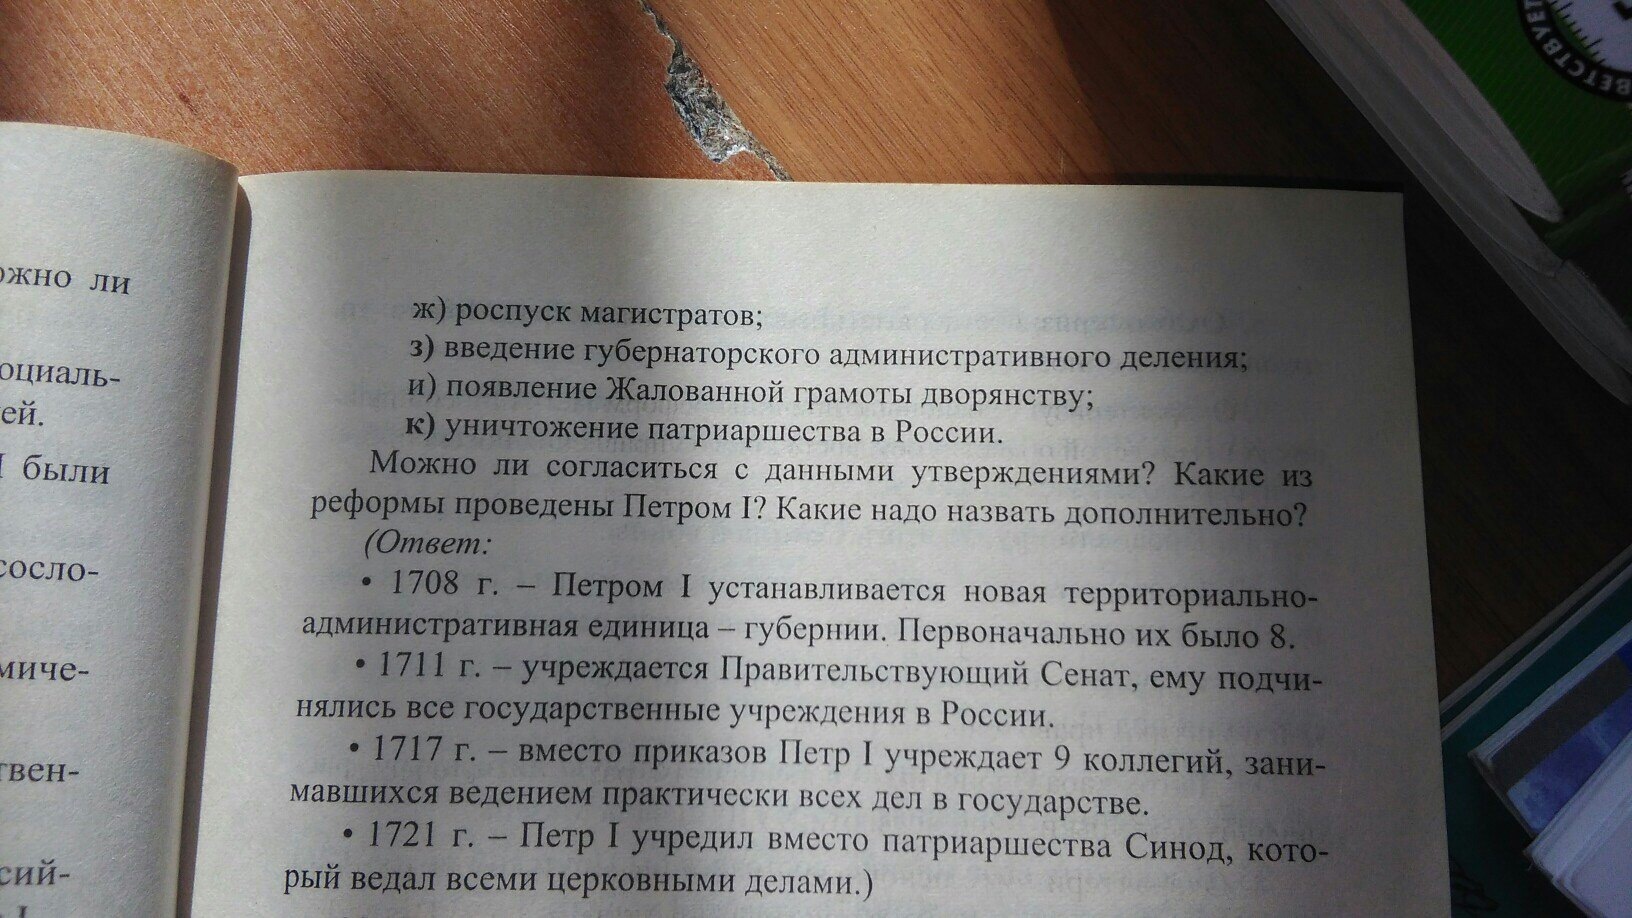 ожно ли
оциаль-
ей.
были
сосло-
миче-
твен-
сий-
ж) роспуск магистратов;
з) введение губернаторского административного деления;
и) появление Жалованной грамоты дворянству;
к) уничтожение патриаршества в России.
Можно ли согласиться с данными утверждениями? Какие из
реформы проведены Петром I? Какие надо назвать дополнительно?
(Ответ:
• 1708 г. – Петром I устанавливается новая территориально-
административная единица – губернии. Первоначально их было 8.
• 1711 г. – учреждается Правительствующий Сенат, ему подчи-
нялись все государственные учреждения в России.
• 1717 г. – вместо приказов Петр I учреждает 9 коллегий, зани-
мавшихся ведением практически всех дел в государстве.
• 1721 г. – Петр I учредил вместо патриаршества Синод, кото-
рый ведал всеми церковными делами.)
ВЕТСТВУЕ